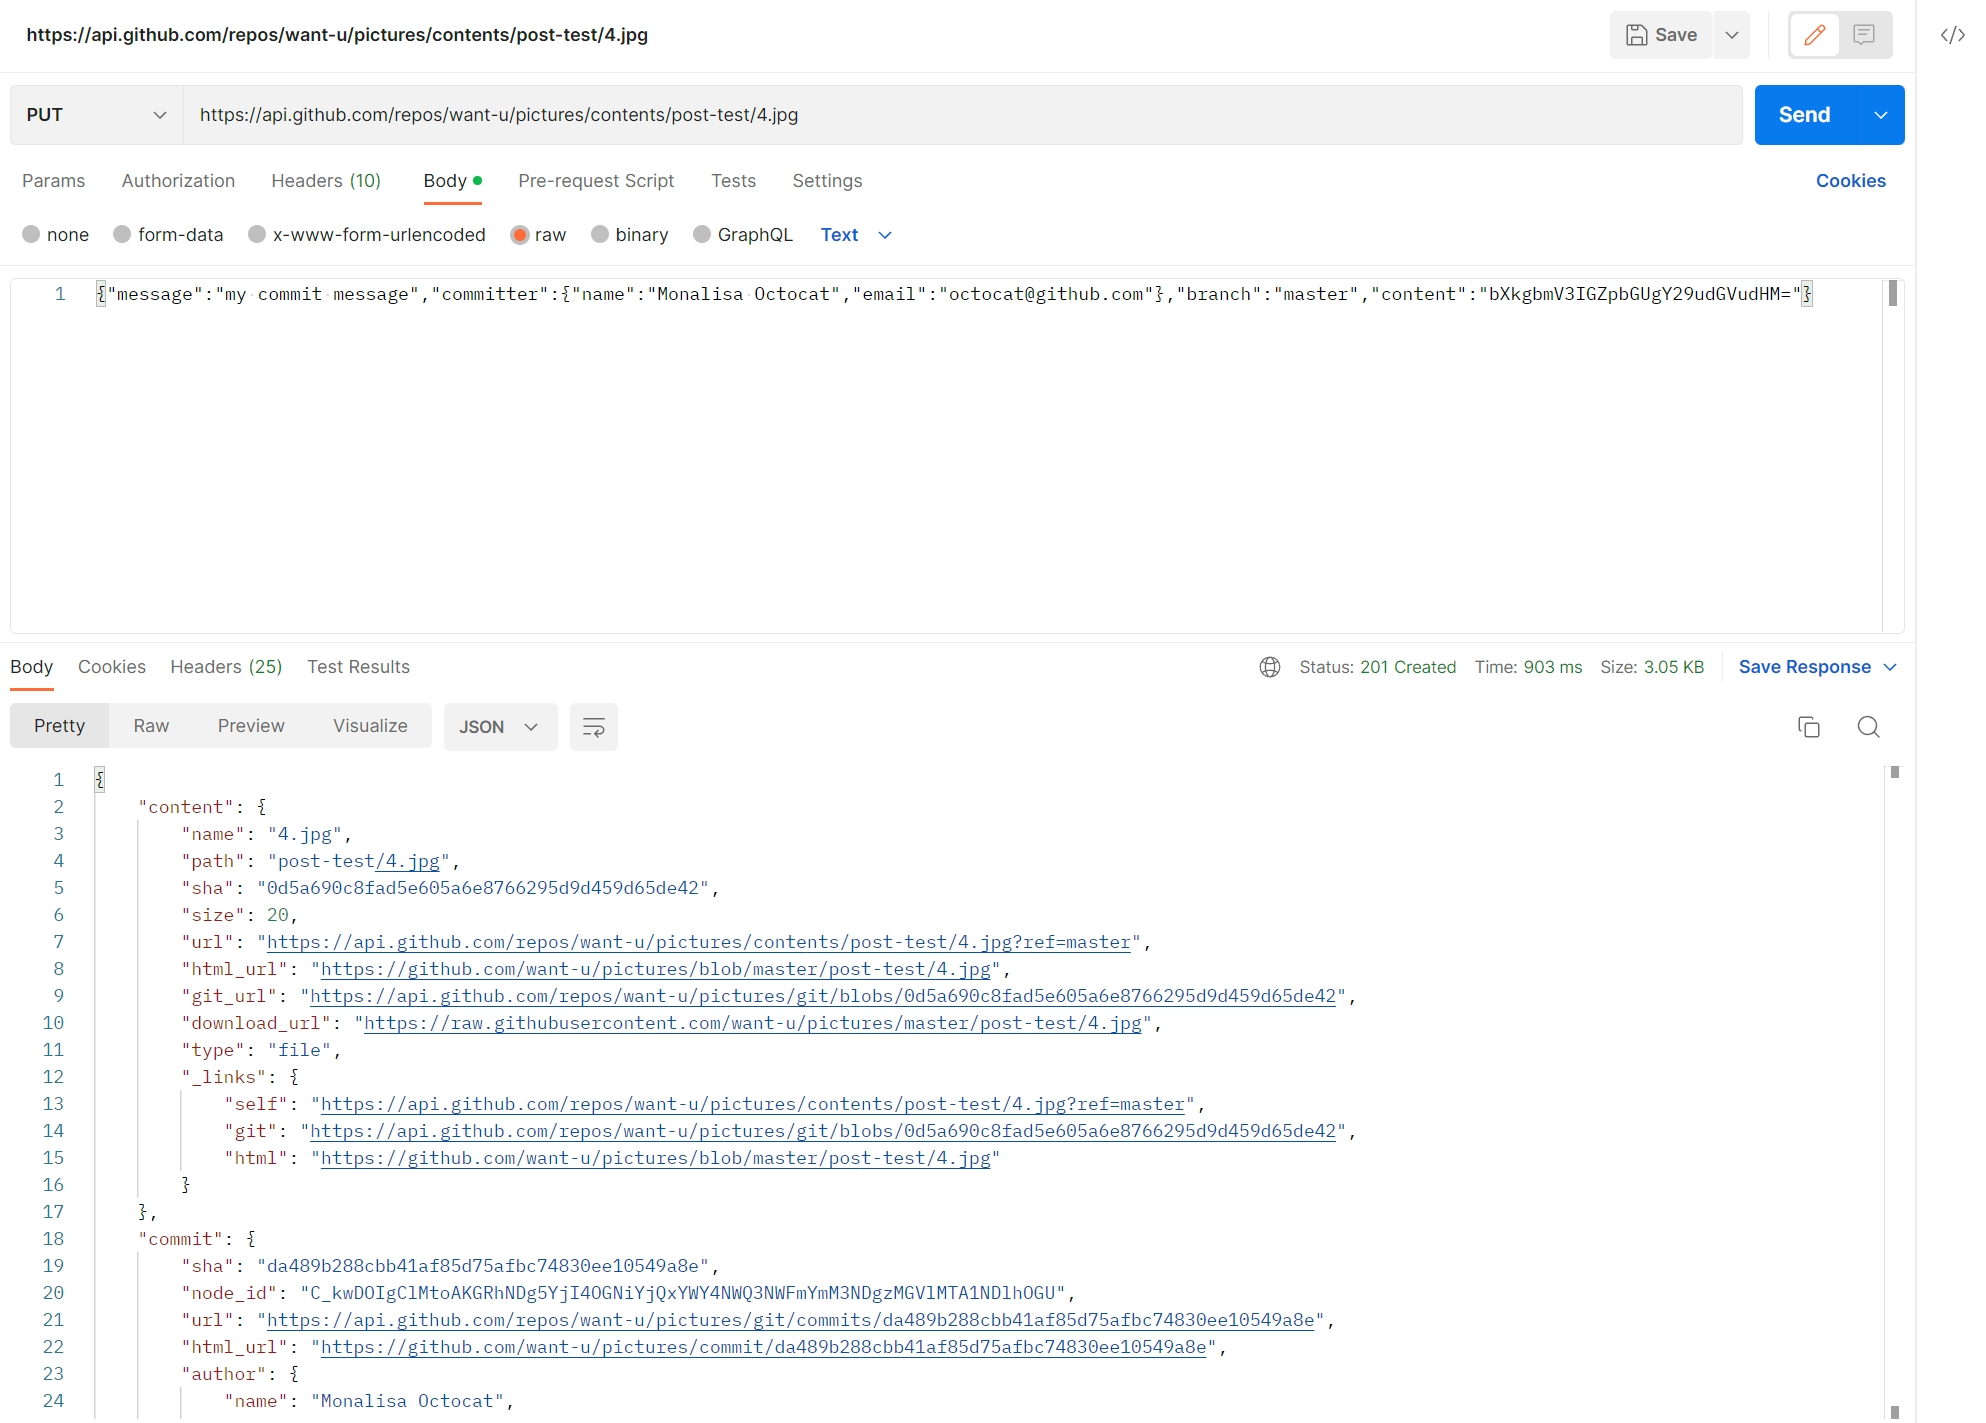 https://api.github.com/repos/want-u/pictures/contents/post-test/4.jpg
Save
PUT https://api.github.com/repos/want-u/pictures/contents/post-test/4.jpg Send
Params Authorization Headers (10) Body Pre-request Script Tests Settings Cookies
none form-data x-www-form-urlencoded raw binary GraphQL Text
1 {"message":"my commit message","committer":{"name":"Monalisa Octocat","email":"octocat@github.com"},"branch":"master","content":"bXkgbmV3IGZpbGUgY29udGVudHM="}
Body Cookies Headers (25) Test Results Status: 201 Created Time: 903 ms Size: 3.05 KB Save Response
Pretty Raw Preview Visualize JSON
1 {
2 "content": {
3 "name": "4.jpg",
4 "path": "post-test/4.jpg",
5 "sha": "0d5a690c8fad5e605a6e8766295d9d459d65de42",
6 "size": 20,
7 "url": "https://api.github.com/repos/want-u/pictures/contents/post-test/4.jpg?ref=master",
8 "html_url": "https://github.com/want-u/pictures/blob/master/post-test/4.jpg",
9 "git_url": "https://api.github.com/repos/want-u/pictures/git/blobs/0d5a690c8fad5e605a6e8766295d9d459d65de42",
10 "download_url": "https://raw.githubusercontent.com/want-u/pictures/master/post-test/4.jpg",
11 "type": "file",
12 "_links": {
13 "self": "https://api.github.com/repos/want-u/pictures/contents/post-test/4.jpg?ref=master",
14 "git": "https://api.github.com/repos/want-u/pictures/git/blobs/0d5a690c8fad5e605a6e8766295d9d459d65de42",
15 "html": "https://github.com/want-u/pictures/blob/master/post-test/4.jpg"
16 }
17 },
18 "commit": {
19 "sha": "da489b288cbb41af85d75afbc74830ee10549a8e",
20 "node_id": "C_kwDOIgClMtoAKGRhNDg5YjI4OGNiYjQxYWY4NWQ3NWFmYmM3NDgzMGVlMTA1NDlhOGU",
21 "url": "https://api.github.com/repos/want-u/pictures/git/commits/da489b288cbb41af85d75afbc74830ee10549a8e",
22 "html_url": "https://github.com/want-u/pictures/commit/da489b288cbb41af85d75afbc74830ee10549a8e",
23 "author": {
24 "name": "Monalisa Octocat",